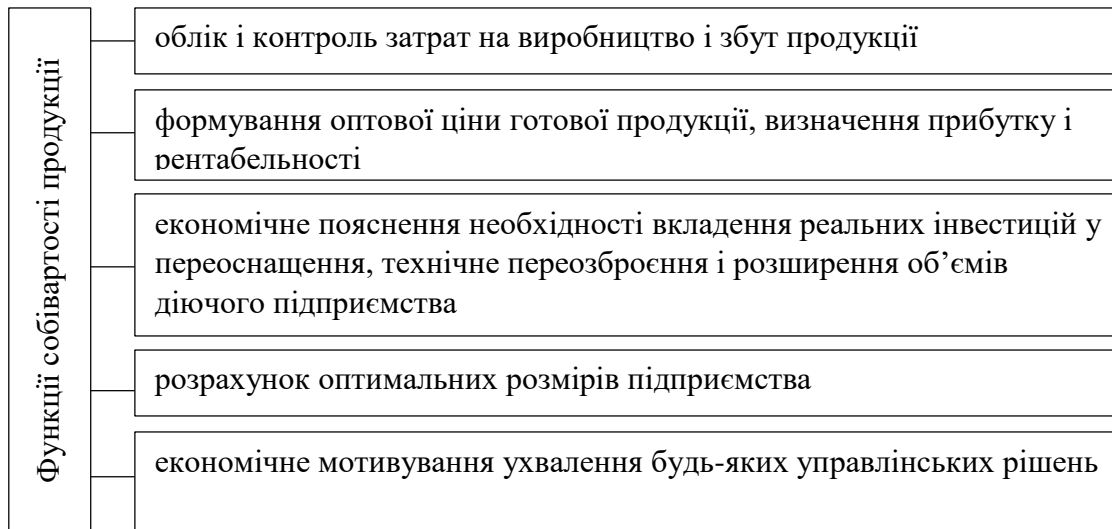 Функції собівартості продукції
облік і контроль затрат на виробництво і збут продукції
формування оптової ціни готової продукції, визначення прибутку і
рентабельності
економічне пояснення необхідності вкладення реальних інвестицій у
переоснащення, технічне переозброєння і розширення об’ємів
діючого підприємства
розрахунок оптимальних розмірів підприємства
економічне мотивування ухвалення будь-яких управлінських рішень